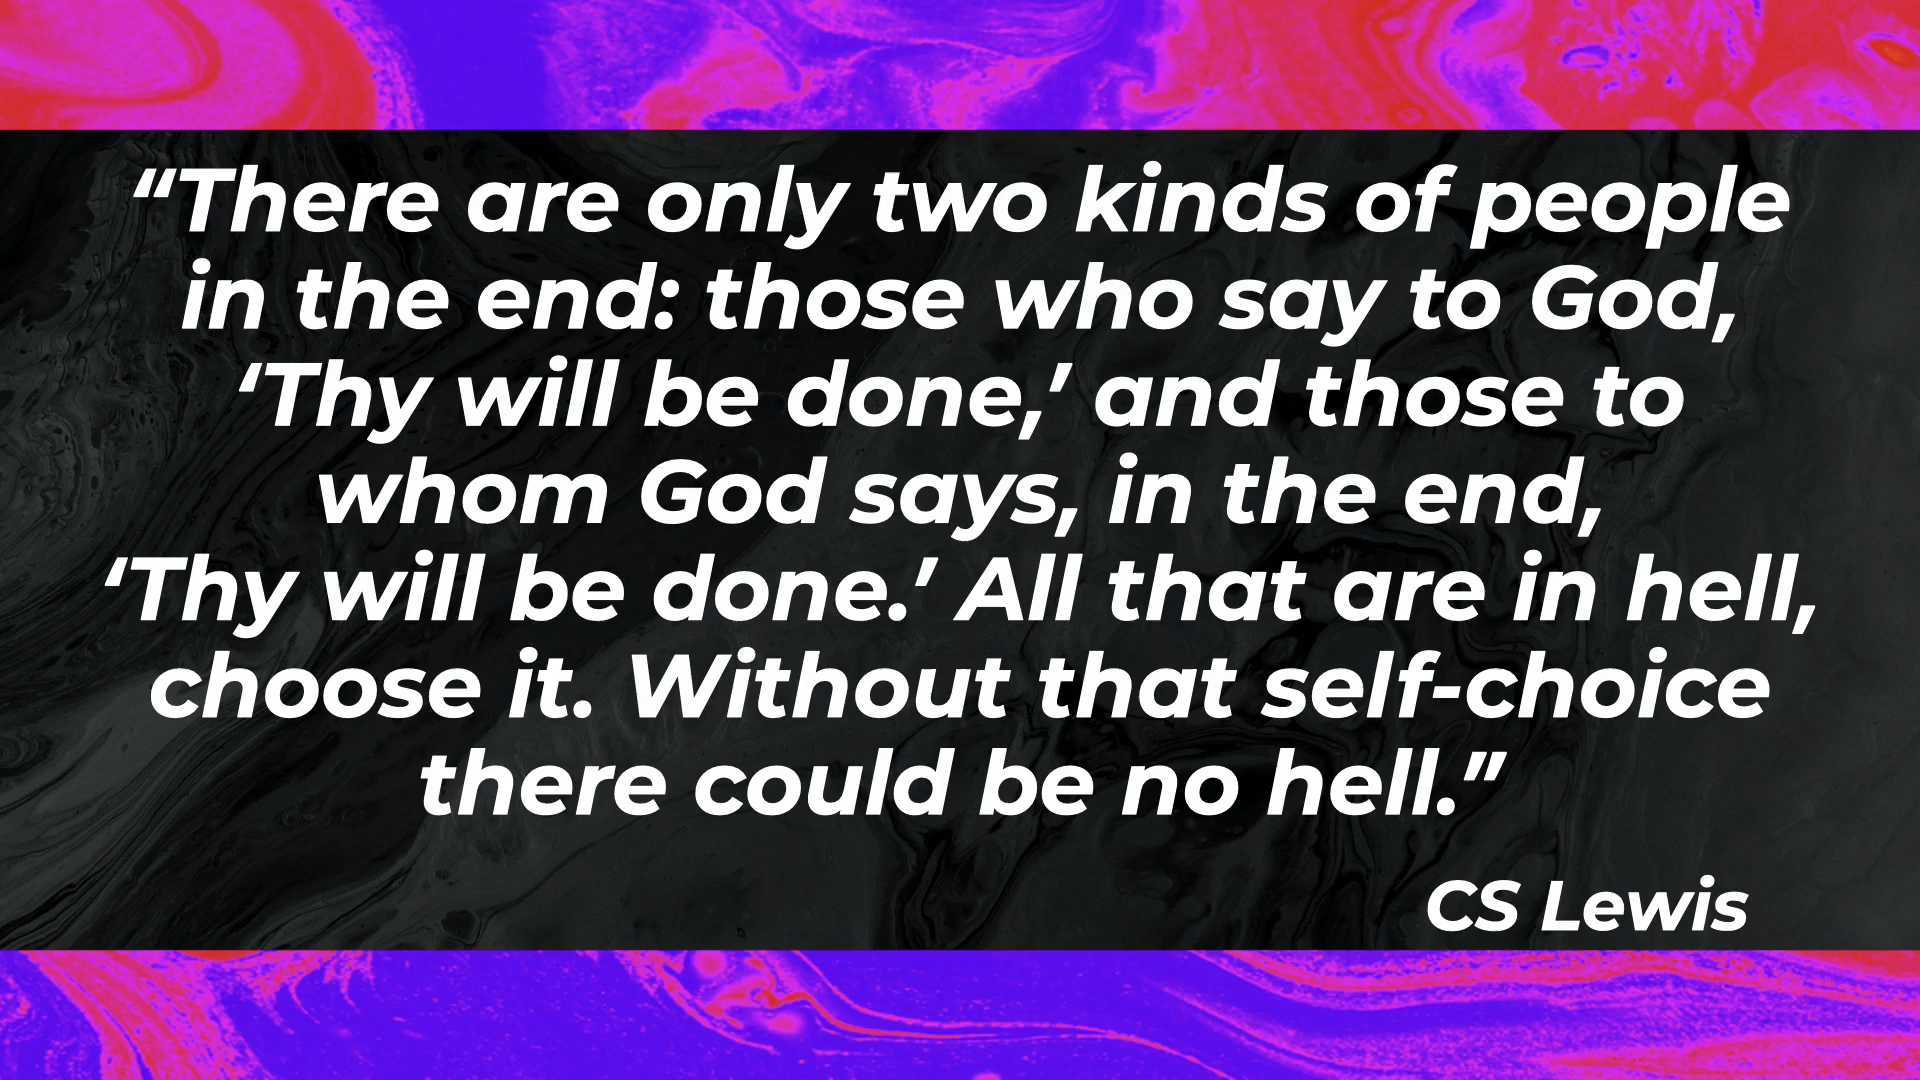 “There are only two kinds of people
in the end: those who say to God,
‘Thy will be done,’ and those to
whom God says, in the end,
‘Thy will be done.’ All that are in hell,
choose it. Without that self-choice
there could be no hell.”
CS Lewis